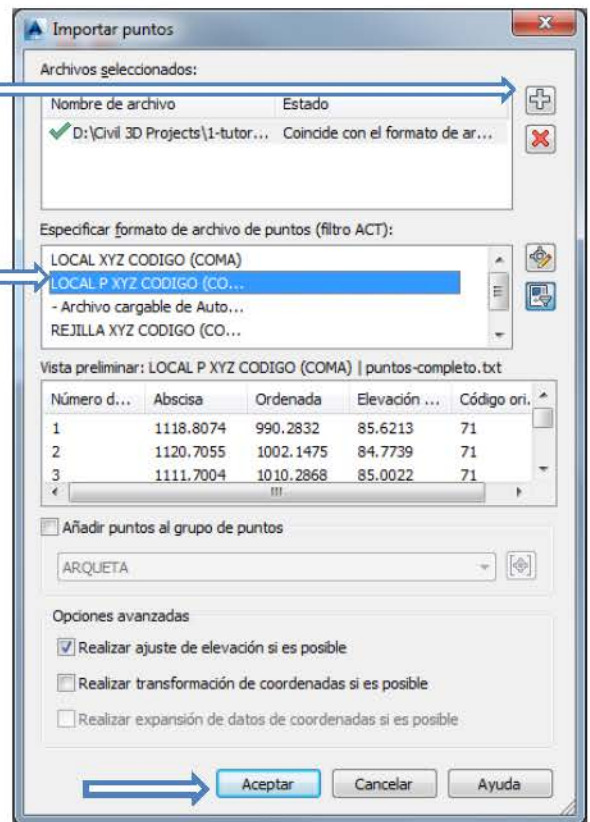 Importar puntos
Archivos seleccionados:
Nombre de archivo Estado
D:\Civil 3D Projects\1-tutor... Coincide con el formato de ar...
Especificar formato de archivo de puntos (filtro ACT):
LOCAL XYZ CODIGO (COMA)
LOCAL P XYZ CODIGO (CO...
- Archivo cargable de Auto...
REJILLA XYZ CODIGO (CO...
Vista preliminar: LOCAL P XYZ CODIGO (COMA) | puntos-completo.txt
Número d... Abscisa Ordenada Elevación ... Código ori.
1 1118.8074 990.2832 85.6213 71
2 1120.7055 1002.1475 84.7739 71
3 1111.7004 1010.2868 85.0022 71
Añadir puntos al grupo de puntos
ARQUETA
Opciones avanzadas
Realizar ajuste de elevación si es posible
Realizar transformación de coordenadas si es posible
Realizar expansión de datos de coordenadas si es posible
Aceptar Cancelar Ayuda